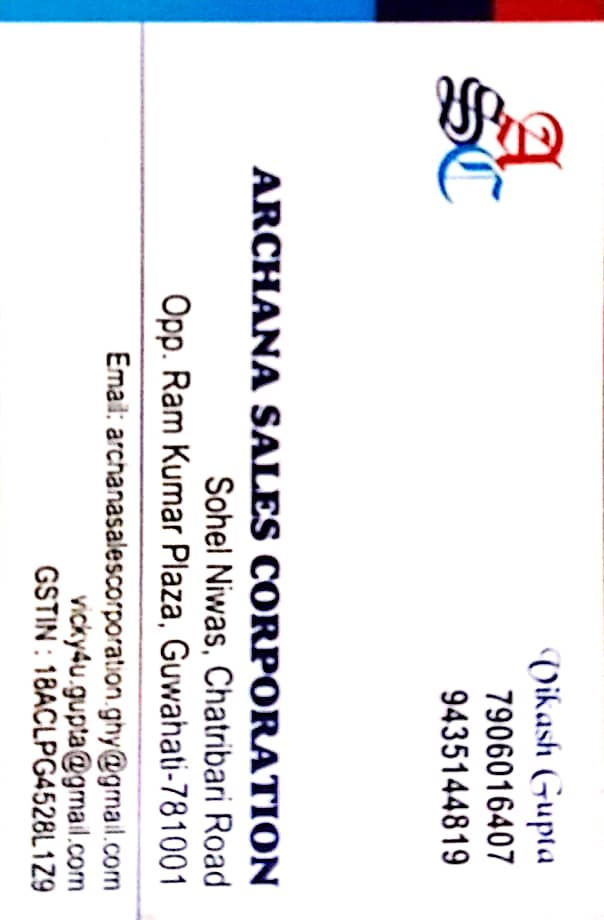 ASC
Vikash Gupta
7906016407
9435144819
ARCHANA SALES CORPORATION
Sohel Niwas, Chatribari Road
Opp. Ram Kumar Plaza, Guwahati-781001
Email: archanasalescorporation.ghy@gmail.com
vicky4u.gupta@gmail.com
GSTIN : 18ACLPG4528L1Z9